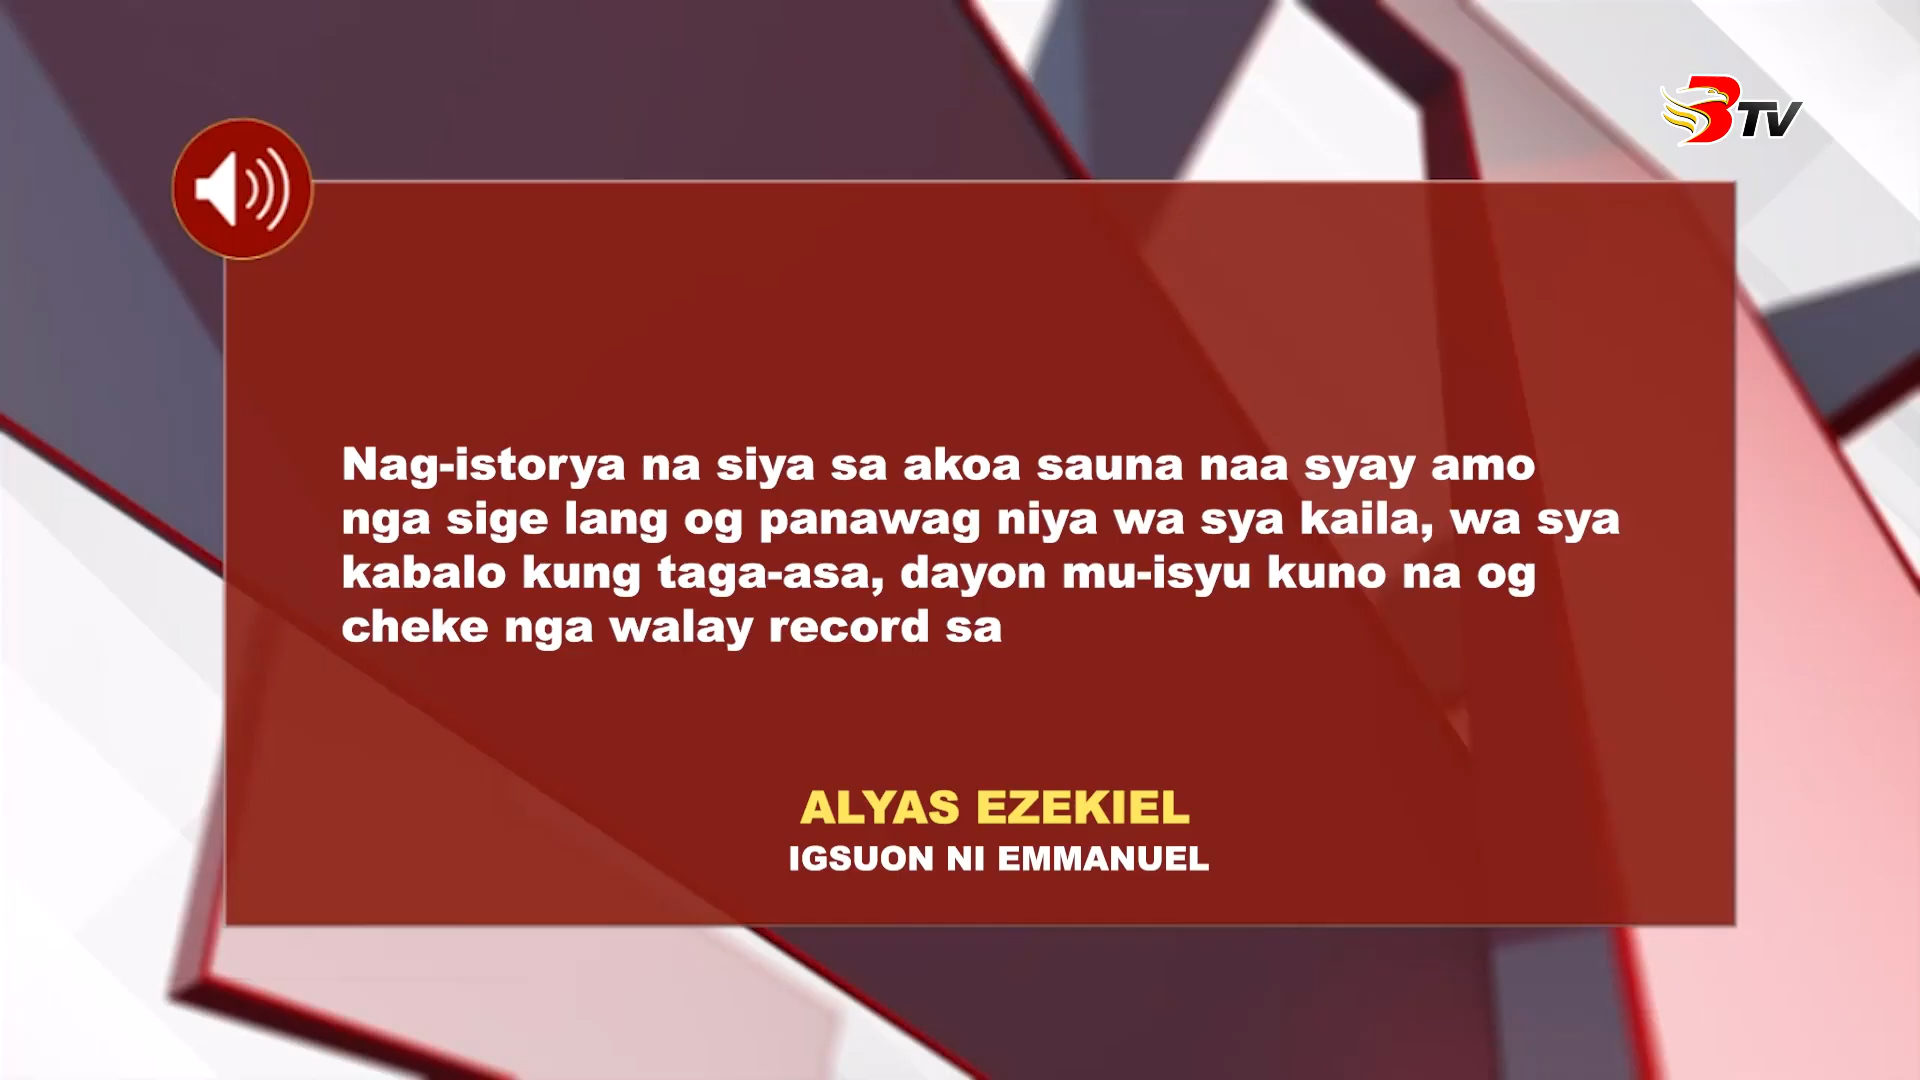 3TV
Nag-istorya na siya sa akoa sauna naa syay amo
nga sige lang og panawag niya wa sya kaila, wa sya
kabalo kung taga-asa, dayon mu-isyu kuno na og
cheke nga walay record sa
ALYAS EZEKIEL
IGSUON NI EMMANUEL